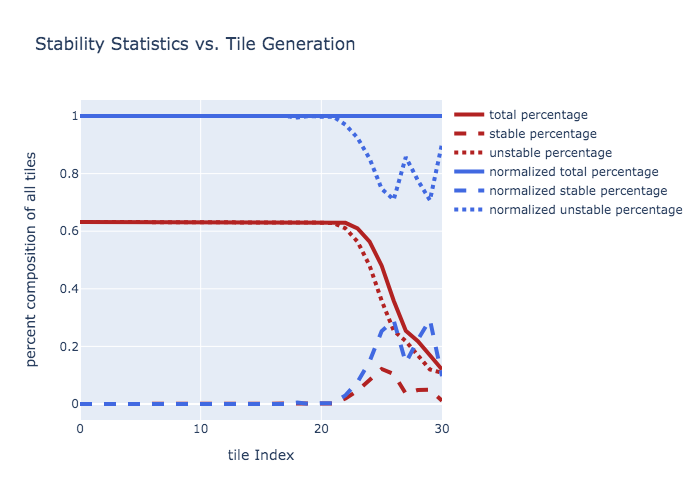 Stability Statistics vs. Tile Generation
percent composition of all tiles
1
0.8
0.6
0.4
0.2
0
0
10
20
30
tile Index
total percentage
stable percentage
unstable percentage
normalized total percentage
normalized stable percentage
normalized unstable percentage